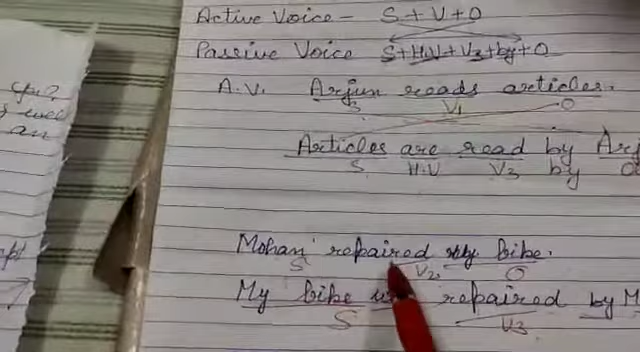 Active Voice - S + V + O
Passive Voice S + H.V + V3 + by + O
A.V. Arjun reads articles.
S V1 O
Articles are read by
S H.V V3 by O
Mohan repaired my bike.
S V2 O
My bike repaired by M
S V3
an